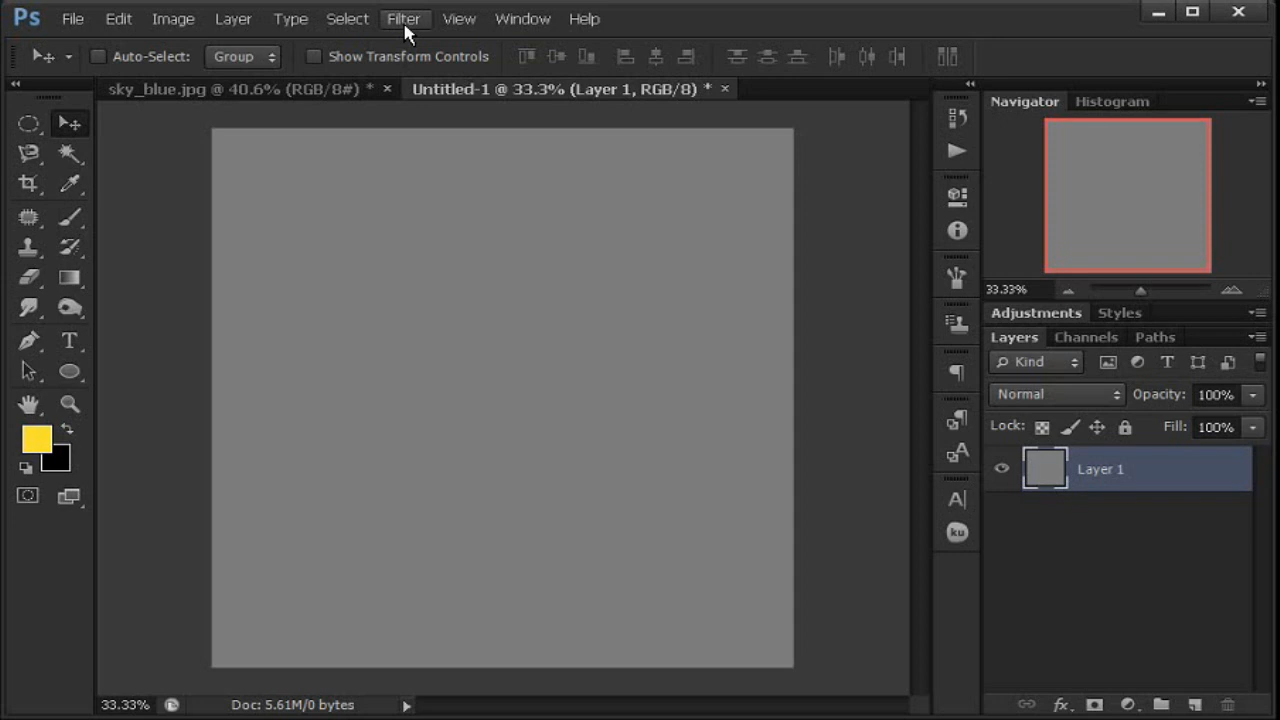 Ps File Edit Image Layer Type Select Filter View Window Help
Auto-Select: Group Show Transform Controls
sky_blue.jpg @ 40.6% (RGB/8#) * × Untitled-1 @ 33.3% (Layer 1, RGB/8) * ×
Navigator Histogram
33.33%
Adjustments Styles
Layers Channels Paths
Kind T
Normal Opacity: 100%
Lock: Fill: 100%
Layer 1
T
A
A|
ku
33.33% Doc: 5.61M/0 bytes
fx